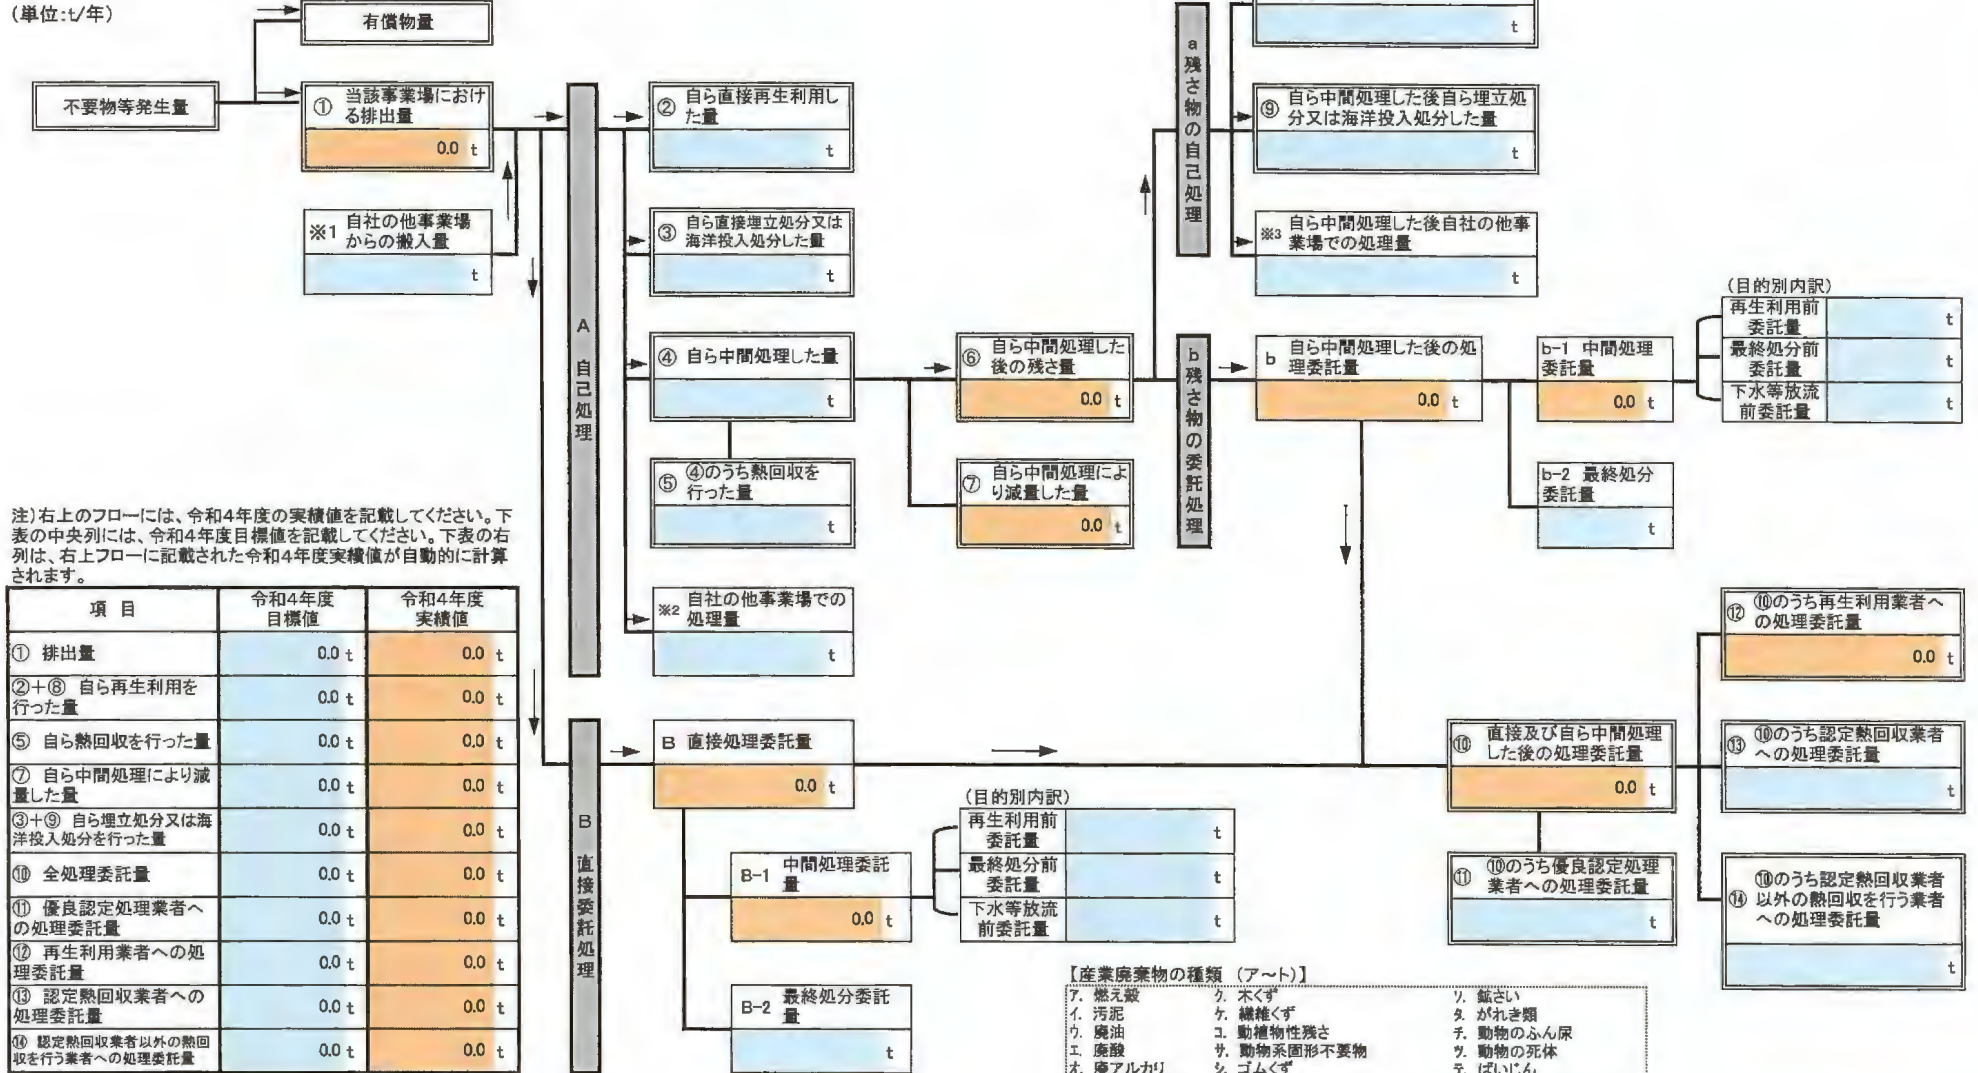 (単位:t/年)
有償物量
不要物等発生量
① 当該事業場におけ
る排出量
0.0 t
※1 自社の他事業場
からの搬入量
t
A 自己処理
② 自ら直接再生利用し
た量
t
③ 自ら直接埋立処分又は
海洋投入処分した量
t
④ 自ら中間処理した量
t
⑤ ④のうち熱回収を
行った量
t
※2 自社の他事業場での
処理量
t
⑥ 自ら中間処理した
後の残さ量
0.0 t
⑦ 自ら中間処理によ
り減量した量
0.0 t
a 残さ物の自己処理
t
⑨ 自ら中間処理した後自ら埋立処
分又は海洋投入処分した量
t
※3 自ら中間処理した後自社の他事
業場での処理量
t
b 残さ物の委託処理
b 自ら中間処理した後の処
理委託量
0.0 t
b-1 中間処理
委託量
0.0 t
(目的別内訳)
再生利用前
委託量
t
最終処分前
委託量
t
下水等放流
前委託量
t
b-2 最終処分
委託量
t
注)右上のフローには、令和4年度の実績値を記載してください。下
表の中央列には、令和4年度目標値を記載してください。下表の右
列は、右上フローに記載された令和4年度実績値が自動的に計算
されます。
項 目 令和4年度 令和4年度
目標値 実績値
① 排出量 0.0 t 0.0 t
②+⑧ 自ら再生利用を
行った量 0.0 t 0.0 t
⑤ 自ら熱回収を行った量 0.0 t 0.0 t
⑦ 自ら中間処理により減
量した量 0.0 t 0.0 t
③+⑨ 自ら埋立処分又は海
洋投入処分を行った量 0.0 t 0.0 t
⑩ 全処理委託量 0.0 t 0.0 t
⑪ 優良認定処理業者へ
の処理委託量 0.0 t 0.0 t
⑫ 再生利用業者への処
理委託量 0.0 t 0.0 t
⑬ 認定熱回収業者への
処理委託量 0.0 t 0.0 t
⑭ 認定熱回収業者以外の熱回
収を行う業者への処理委託量 0.0 t 0.0 t
B 直接委託処理
B 直接処理委託量
0.0 t
B-1 中間処理委託
量
0.0 t
(目的別内訳)
再生利用前
委託量
t
最終処分前
委託量
t
下水等放流
前委託量
t
B-2 最終処分委託
量
t
⑩ 直接及び自ら中間処理
した後の処理委託量
0.0 t
⑪ ⑩のうち優良認定処理
業者への処理委託量
t
⑫ ⑩のうち再生利用業者へ
の処理委託量
0.0 t
⑬ ⑩のうち認定熱回収業者
への処理委託量
t
⑭ ⑩のうち認定熱回収業者
以外の熱回収を行う業者
への処理委託量
t
【産業廃棄物の種類 (ア~ト)】
ア. 燃え殻 ク. 木くず ソ. 鉱さい
イ. 汚泥 ケ. 繊維くず タ. がれき類
ウ. 廃油 コ. 動植物性残さ チ. 動物のふん尿
エ. 廃酸 サ. 動物系固形不要物 ツ. 動物の死体
オ. 廃アルカリ シ. ゴムくず テ. ばいじん